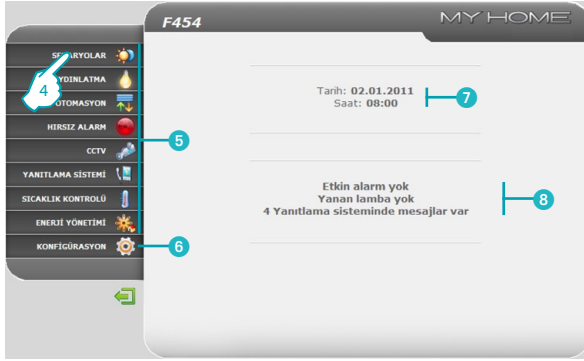 F454
MY HOME
4
AYDINLATMA
OTOMASYON
HIRSIZ ALARM
CCTV
YANITLAMA SİSTEMİ
SICAKLIK KONTROLÜ
ENERJİ YÖNETİMİ
KONFİGÜRASYON
5
6
Tarih: 02.01.2011
Saat: 08:00
7
Etkin alarm yok
Yanan lamba yok
4 Yanıtlama sisteminde mesajlar var
8